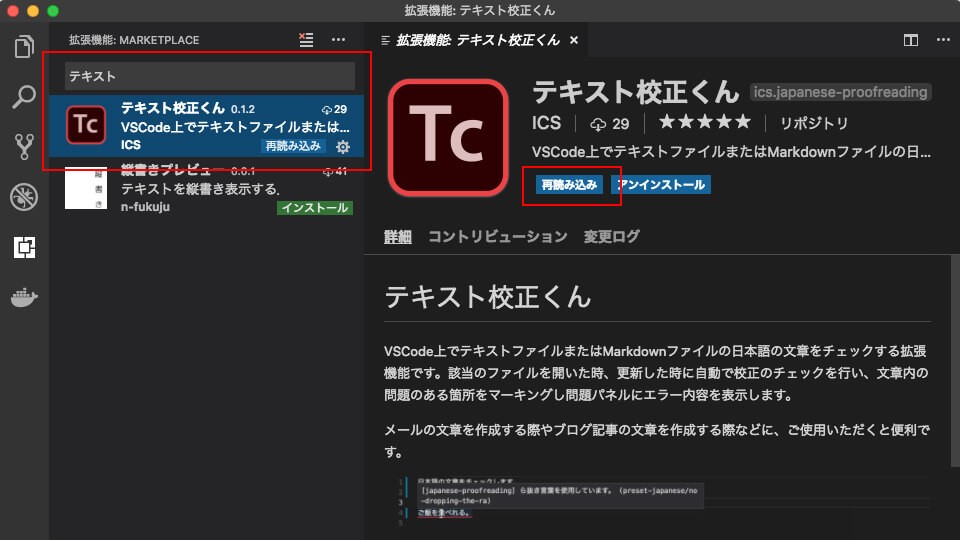 拡張機能: テキスト校正くん
拡張機能: MARKETPLACE
テキスト
テキスト校正くん 0.1.2 29
VSCode上でテキストファイルまたは...
ICS 再読み込み
縦書きプレビュー 0.0.1 41
テキストを縦書き表示する.
n-fukuju インストール
拡張機能: テキスト校正くん ×
Tc
テキスト校正くん ics.japanese-proofreading
ICS 29 ★★★★★ リポジトリ
VSCode上でテキストファイルまたはMarkdownファイルの日...
再読み込み アンインストール
詳細 コントリビューション 変更ログ
テキスト校正くん
VSCode上でテキストファイルまたはMarkdownファイルの日本語の文章をチェックする拡張
機能です。該当のファイルを開いた時、更新した時に自動で校正のチェックを行い、文章内の
問題のある箇所をマーキングし問題パネルにエラー内容を表示します。
メールの文章を作成する際やブログ記事の文章を作成する際などに、ご使用いただくと便利で
す。
1 日本語の文章をチェックします
2 [japanese-proofreading] ら抜き言葉を使用しています。 (preset-japanese/no
3 -dropping-the-ra)
4 ご飯を食べれる。
5